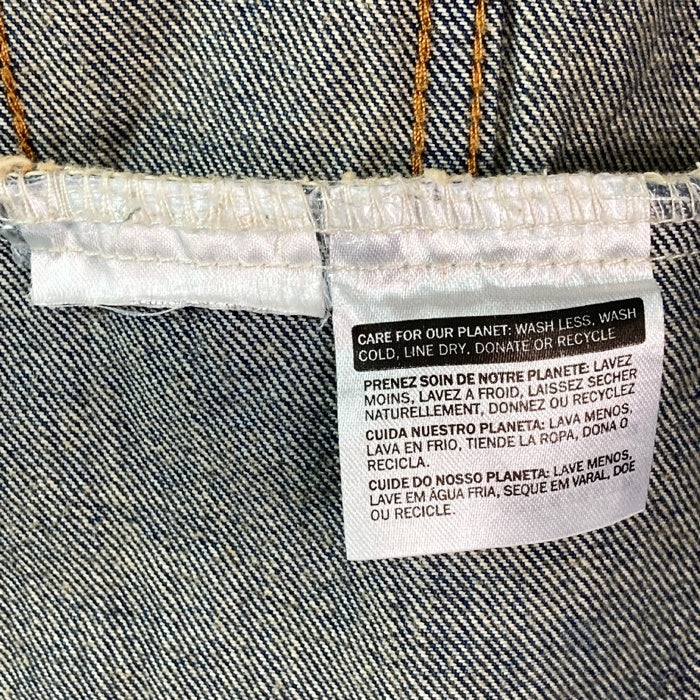 CARE FOR OUR PLANET: WASH LESS, WASH
COLD, LINE DRY, DONATE OR RECYCLE
PRENEZ SOIN DE NOTRE PLANETE: LAVEZ
MOINS, LAVEZ A FROID, LAISSEZ SECHER
NATURELLEMENT, DONNEZ OU RECYCLEZ
CUIDA NUESTRO PLANETA: LAVA MENOS,
LAVA EN FRIO, TIENDE LA ROPA, DONA O
RECICLA.
CUIDE DO NOSSO PLANETA: LAVE MENOS,
LAVE EM ÁGUA FRIA, SEQUE EM VARAL, DOE
OU RECICLE.